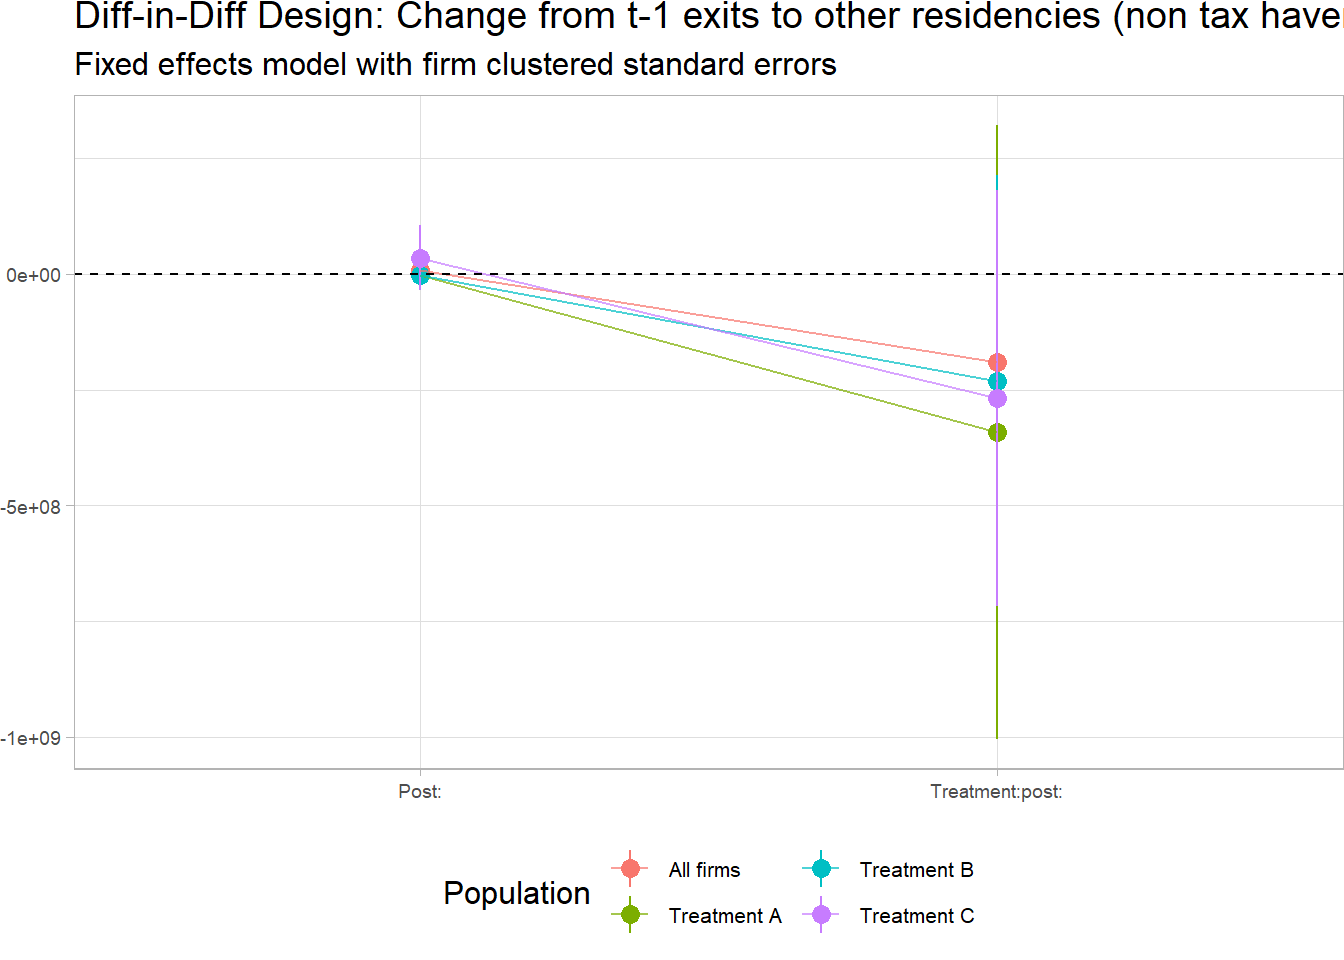 Diff-in-Diff Design: Change from t-1 exits to other residencies (non tax have
Fixed effects model with firm clustered standard errors
0e+00
-5e+08
-1e+09
Post:
Treatment:post:
Population
All firms
Treatment B
Treatment A
Treatment C